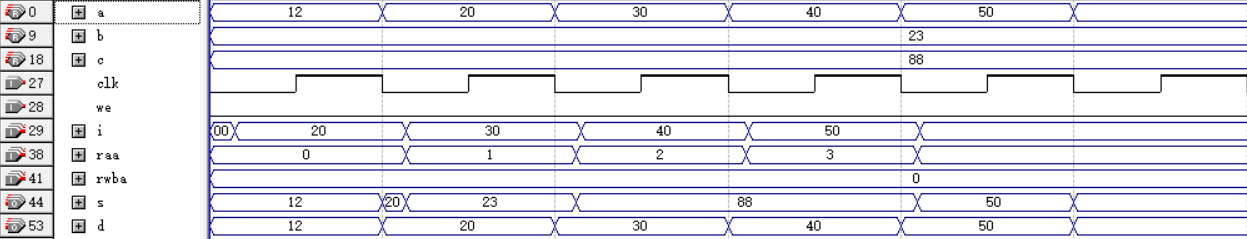 0 a 12 20 30 40 50
9 b 23
18 c 88
27 clk
28 we
29 i 00 20 30 40 50
38 raa 0 1 2 3
41 rwba 0
44 s 12 20 23 88 50
53 d 12 20 30 40 50